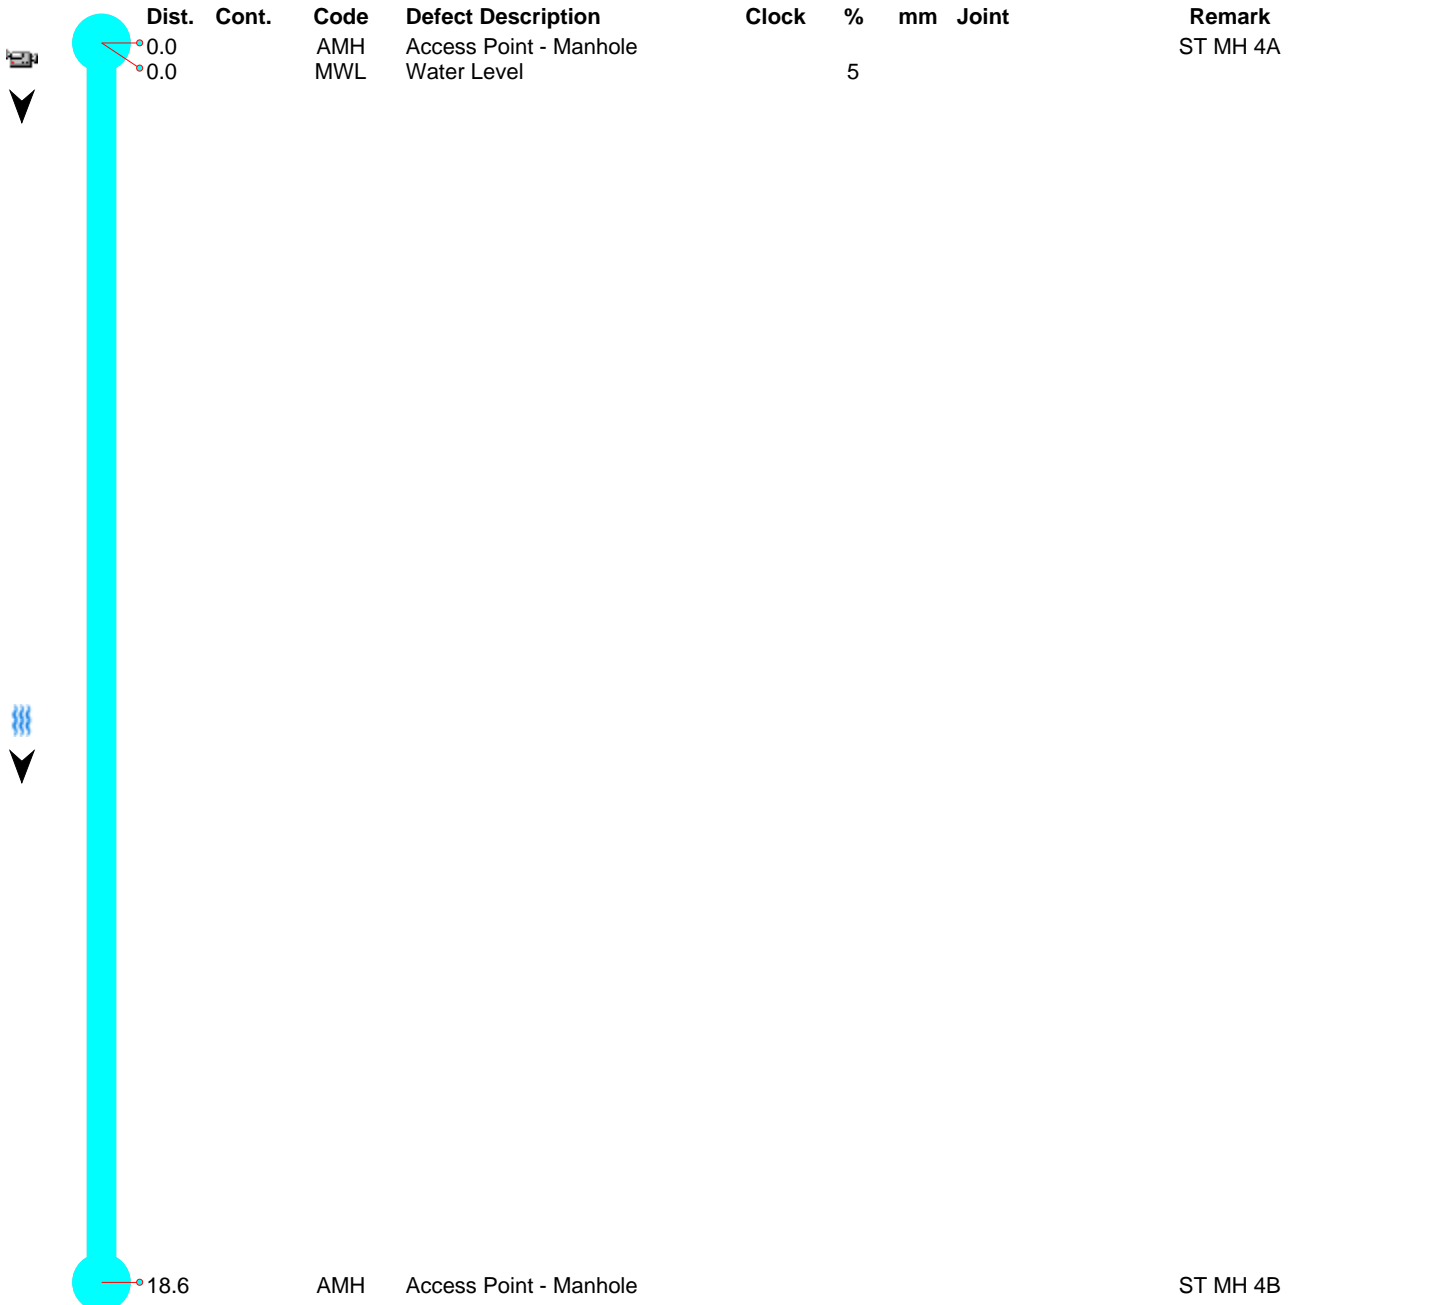 Dist. Cont. Code Defect Description Clock % mm Joint Remark
0.0 AMH Access Point - Manhole ST MH 4A
0.0 MWL Water Level 5
18.6 AMH Access Point - Manhole ST MH 4B